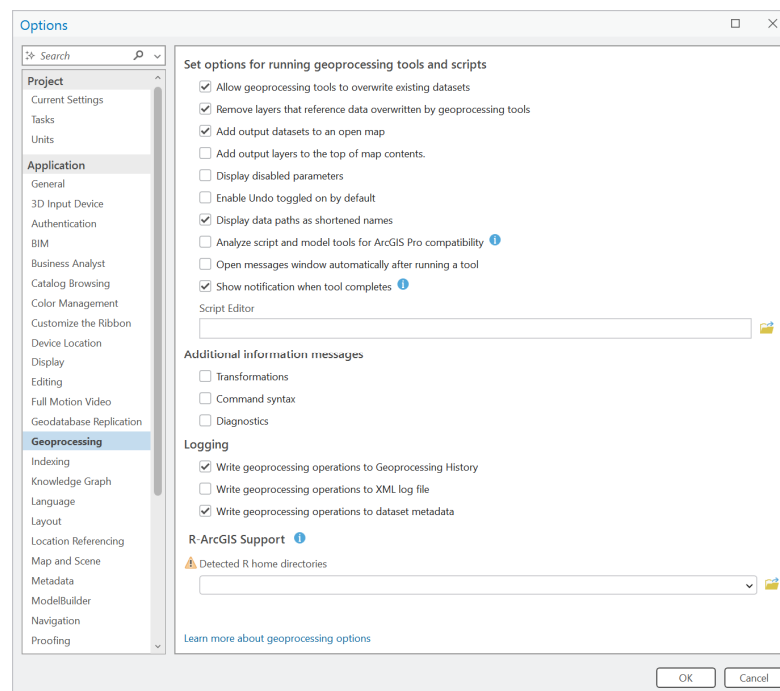 Options
Search
Project
Current Settings
Tasks
Units
Application
General
3D Input Device
Authentication
BIM
Business Analyst
Catalog Browsing
Color Management
Customize the Ribbon
Device Location
Display
Editing
Full Motion Video
Geodatabase Replication
Geoprocessing
Indexing
Knowledge Graph
Language
Layout
Location Referencing
Map and Scene
Metadata
ModelBuilder
Navigation
Proofing
Set options for running geoprocessing tools and scripts
Allow geoprocessing tools to overwrite existing datasets
Remove layers that reference data overwritten by geoprocessing tools
Add output datasets to an open map
Add output layers to the top of map contents.
Display disabled parameters
Enable Undo toggled on by default
Display data paths as shortened names
Analyze script and model tools for ArcGIS Pro compatibility
Open messages window automatically after running a tool
Show notification when tool completes
Script Editor
Additional information messages
Transformations
Command syntax
Diagnostics
Logging
Write geoprocessing operations to Geoprocessing History
Write geoprocessing operations to XML log file
Write geoprocessing operations to dataset metadata
R-ArcGIS Support
Detected R home directories
Learn more about geoprocessing options
OK
Cancel